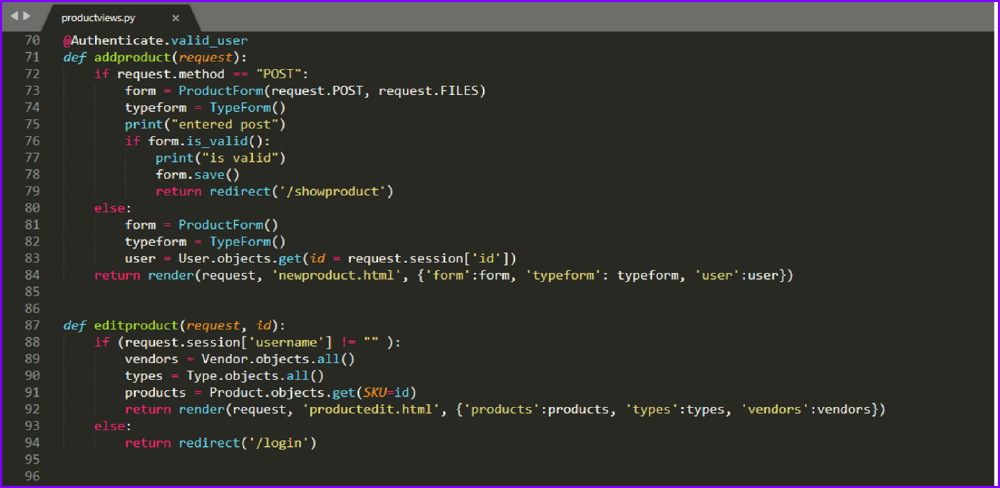 productviews.py ×
70 @Authenticate.valid_user
71 def addproduct(request):
72     if request.method == "POST":
73         form = ProductForm(request.POST, request.FILES)
74         typeform = TypeForm()
75         print("entered post")
76         if form.is_valid():
77             print("is valid")
78             form.save()
79             return redirect('/showproduct')
80     else:
81         form = ProductForm()
82         typeform = TypeForm()
83         user = User.objects.get(id = request.session['id'])
84     return render(request, 'newproduct.html', {'form':form, 'typeform': typeform, 'user':user})
85
86
87 def editproduct(request, id):
88     if (request.session['username'] != "" ):
89         vendors = Vendor.objects.all()
90         types = Type.objects.all()
91         products = Product.objects.get(SKU=id)
92         return render(request, 'productedit.html', {'products':products, 'types':types, 'vendors':vendors})
93     else:
94         return redirect('/login')
95
96